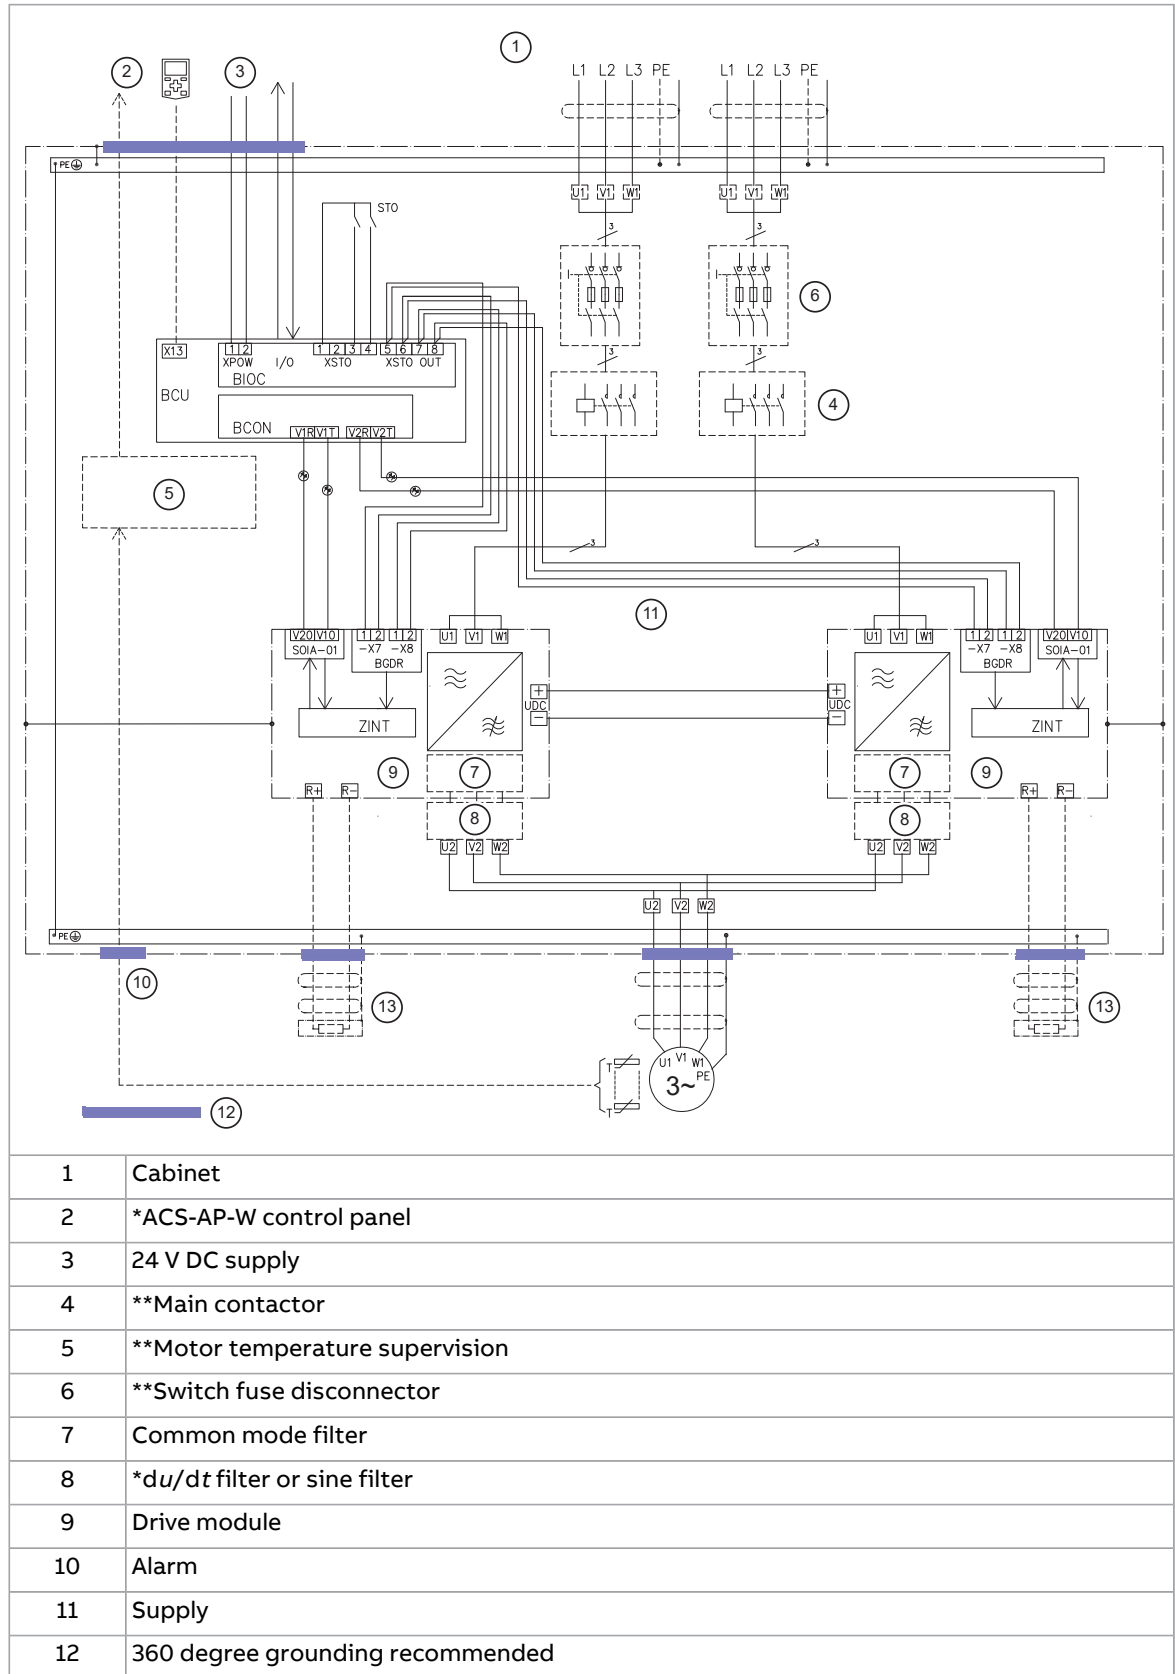 1
2
3
L1 L2 L3 PE
L1 L2 L3 PE
PE
U1 V1 W1
U1 V1 W1
STO
3
3
6
3
3
X13
1 2
1 2 3 4
5 6 7 8
XPOW
I/O
XSTO
XSTO OUT
BIOC
BCU
4
BCON
V1R V1T
V2R V2T
5
3
3
11
V20 V10
1 2
1 2
U1 V1 W1
U1 V1 W1
1 2
1 2
V20 V10
SOIA-01
-X7
-X8
-X7
-X8
SOIA-01
BGDR
BGDR
+
UDC
-
+
UDC
-
ZINT
ZINT
9
7
7
9
R+ R-
R+ R-
8
8
U2 V2 W2
U2 V2 W2
U2 V2 W2
PE
10
13
13
U1 V1 W1
PE
3~
T
T
12
1 Cabinet
2 *ACS-AP-W control panel
3 24 V DC supply
4 **Main contactor
5 **Motor temperature supervision
6 **Switch fuse disconnector
7 Common mode filter
8 *du/dt filter or sine filter
9 Drive module
10 Alarm
11 Supply
12 360 degree grounding recommended